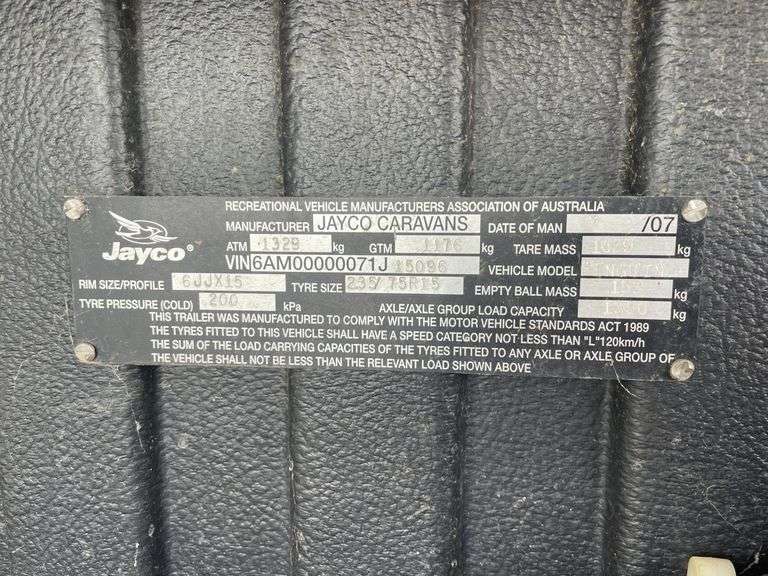 RECREATIONAL VEHICLE MANUFACTURERS ASSOCIATION OF AUSTRALIA
Jayco®
MANUFACTURER JAYCO CARAVANS DATE OF MAN /07
ATM 1329 kg GTM 1176 kg TARE MASS kg
VIN 6AM00000071J15096 VEHICLE MODEL
RIM SIZE/PROFILE 6JJX15 TYRE SIZE 235/75R15 EMPTY BALL MASS kg
TYRE PRESSURE (COLD) 200 kPa AXLE/AXLE GROUP LOAD CAPACITY kg
THIS TRAILER WAS MANUFACTURED TO COMPLY WITH THE MOTOR VEHICLE STANDARDS ACT 1989
THE TYRES FITTED TO THIS VEHICLE SHALL HAVE A SPEED CATEGORY NOT LESS THAN "L"120km/h
THE SUM OF THE LOAD CARRYING CAPACITIES OF THE TYRES FITTED TO ANY AXLE OR AXLE GROUP OF
THE VEHICLE SHALL NOT BE LESS THAN THE RELEVANT LOAD SHOWN ABOVE